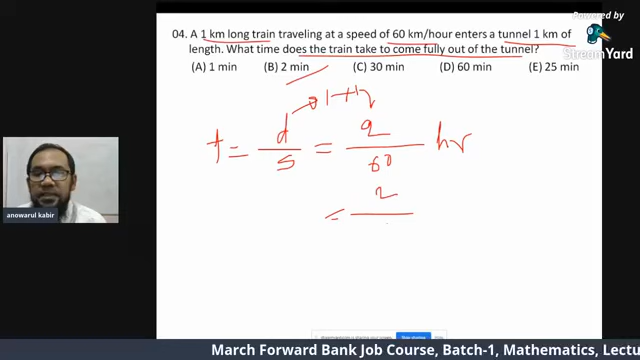 Powered by
StreamYard
04. A 1 km long train traveling at a speed of 60 km/hour enters a tunnel 1 km of
length. What time does the train take to come fully out of the tunnel?
(A) 1 min (B) 2 min (C) 30 min (D) 60 min (E) 25 min
1+1
t = d/s = 2/60 hr
= 2
anowarul kabir
March Forward Bank Job Course, Batch-1, Mathematics, Lectu